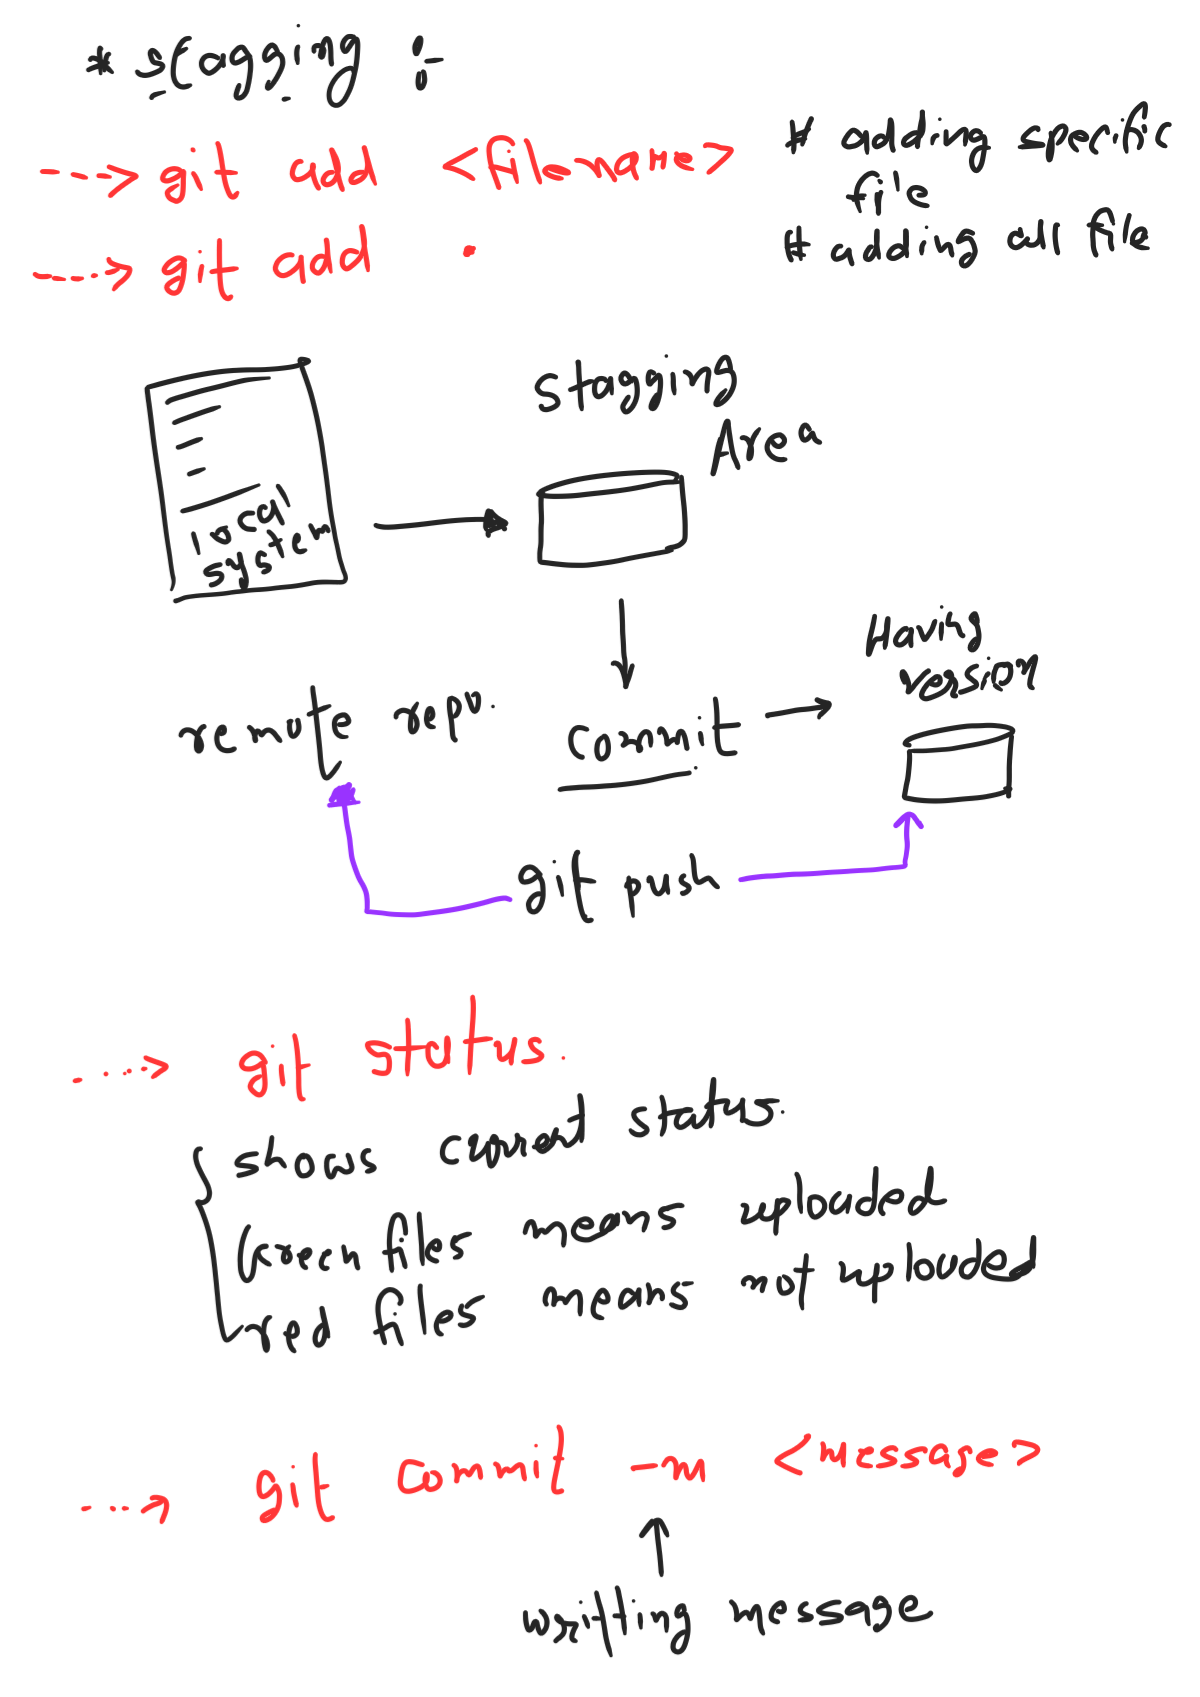 * stagging :-
---> git add <filename> # adding specific
file
----> git add . # adding all file
Stagging
Area
local
system
Having
version
remote repo.
commit
git push
....> git status.
shows current status.
Green files means uploaded
red files means not uploaded
....> git commit -m <message>
writting message